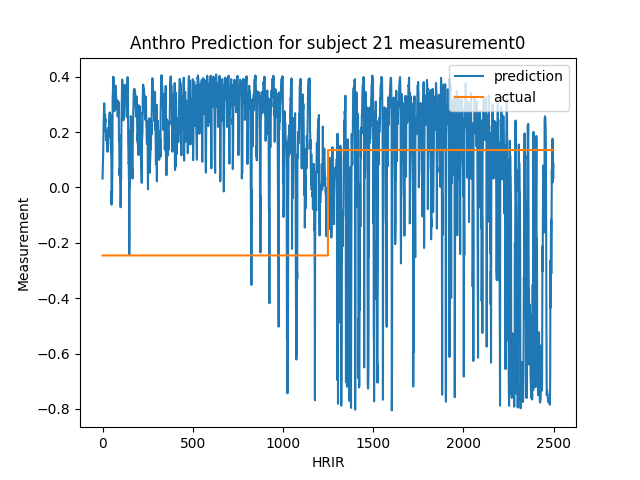 Anthro Prediction for subject 21 measurement0
prediction
actual
0.4
0.2
0.0
−0.2
−0.4
−0.6
−0.8
Measurement
0
500
1000
1500
2000
2500
HRIR